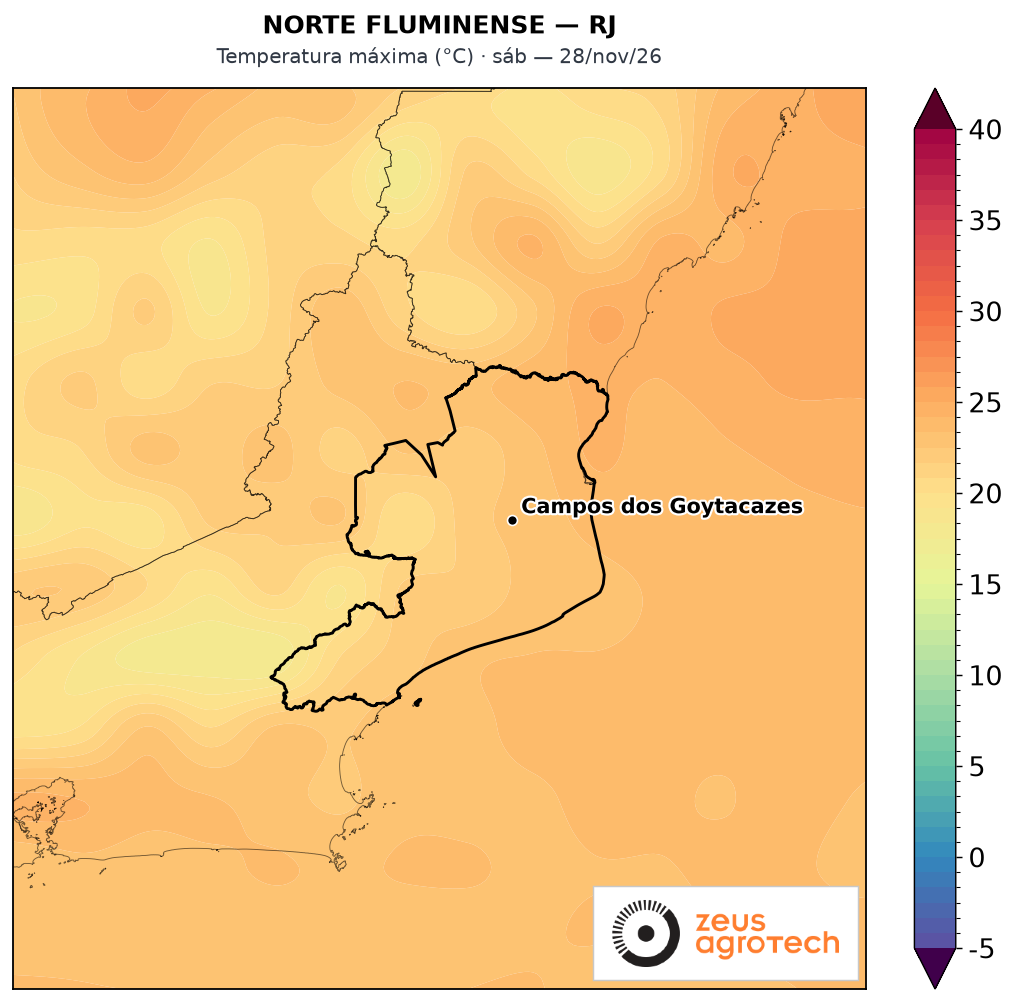 NORTE FLUMINENSE — RJ
Temperatura máxima (°C) · sáb — 28/nov/26
40
35
30
25
20
15
10
5
0
-5
Campos dos Goytacazes
zeus
agrotech